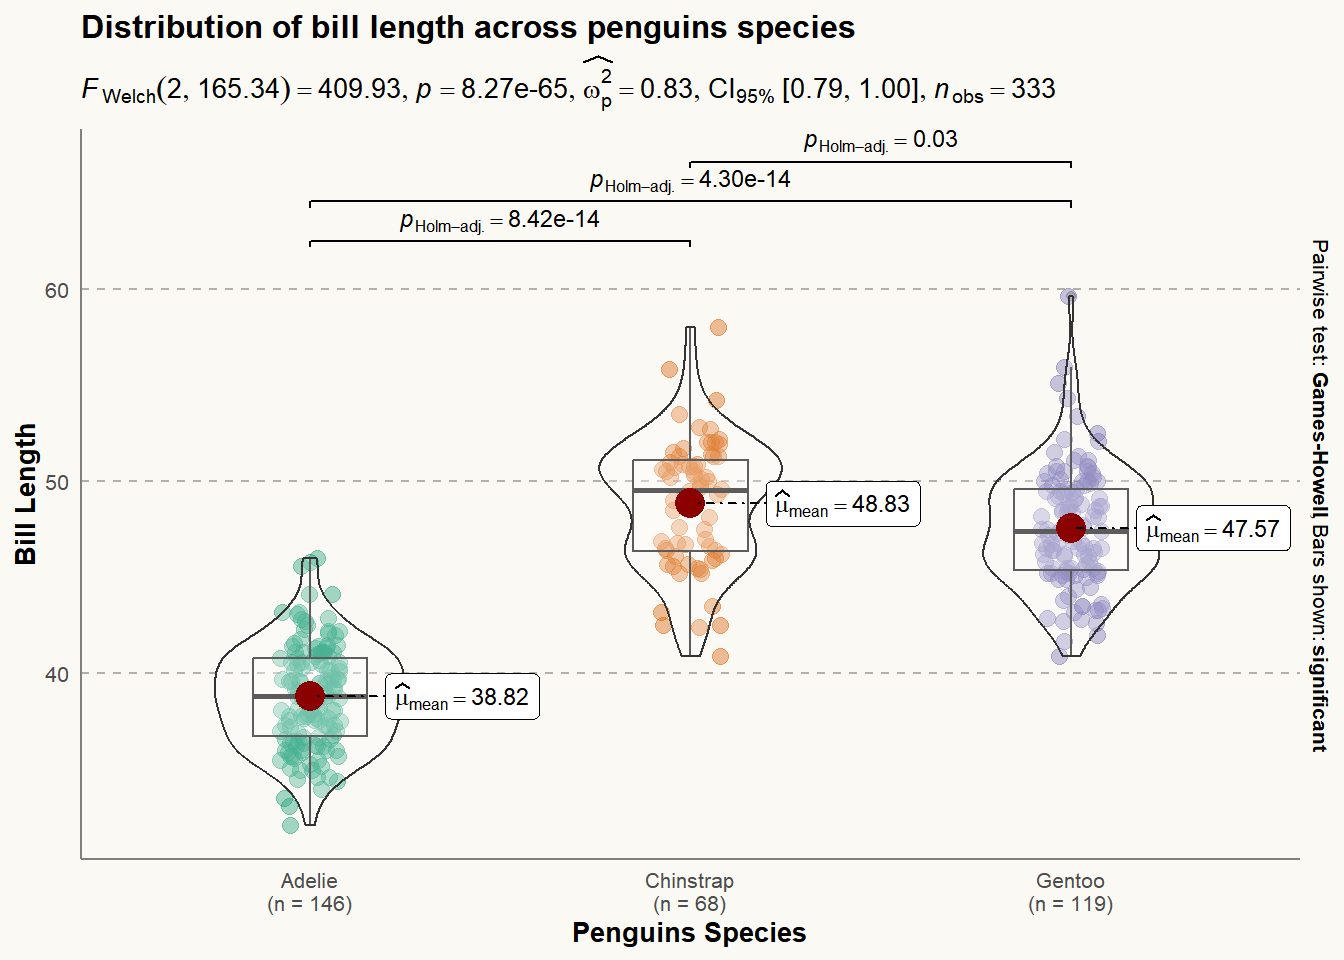 Distribution of bill length across penguins species
F_Welch(2, 165.34) = 409.93, p = 8.27e-65, ω̂²_p = 0.83, CI_95% [0.79, 1.00], n_obs = 333
p_Holm−adj. = 0.03
p_Holm−adj. = 4.30e-14
p_Holm−adj. = 8.42e-14
60
50
40
Bill Length
μ̂_mean = 48.83
μ̂_mean = 47.57
μ̂_mean = 38.82
Pairwise test: Games-Howell, Bars shown: significant
Adelie
(n = 146)
Chinstrap
(n = 68)
Gentoo
(n = 119)
Penguins Species